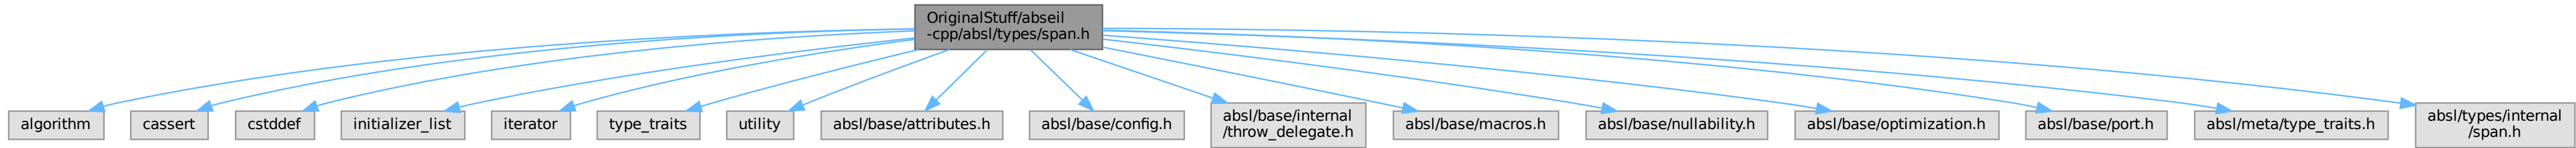 OriginalStuff/abseil
-cpp/absl/types/span.h
algorithm
cassert
cstddef
initializer_list
iterator
type_traits
utility
absl/base/attributes.h
absl/base/config.h
absl/base/internal
/throw_delegate.h
absl/base/macros.h
absl/base/nullability.h
absl/base/optimization.h
absl/base/port.h
absl/meta/type_traits.h
absl/types/internal
/span.h